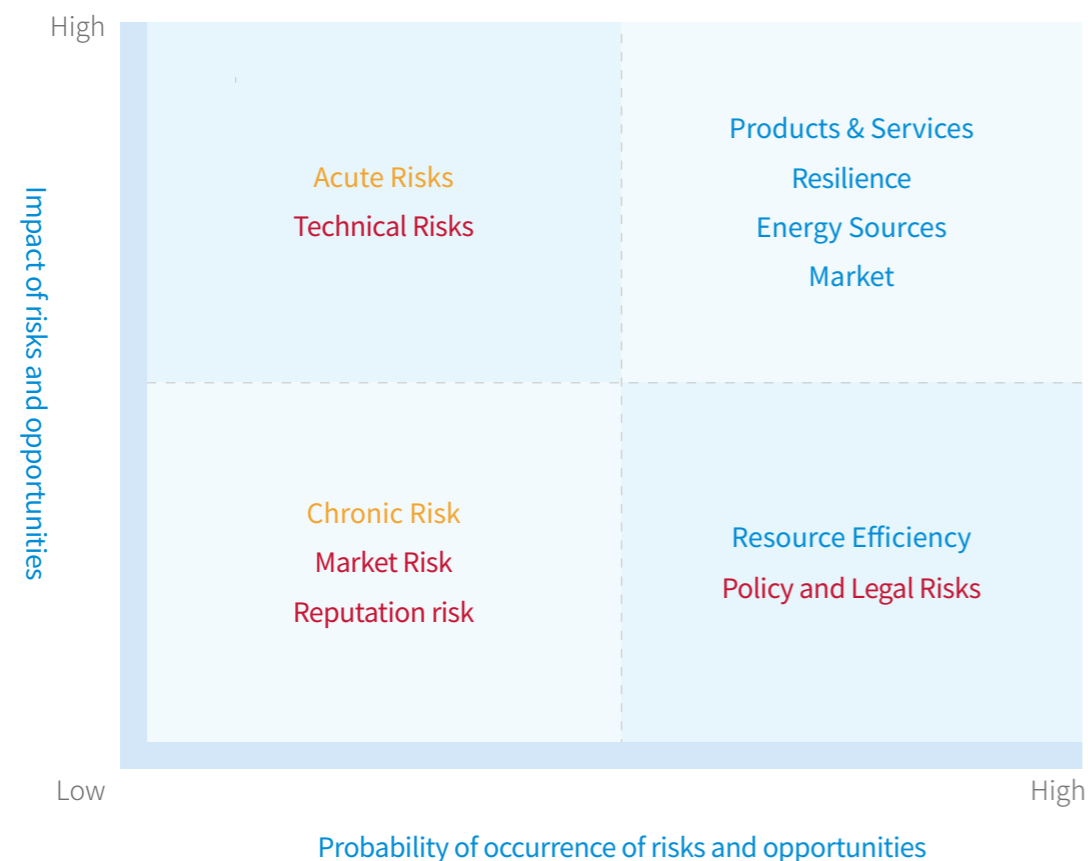 High
Impact of risks and opportunities
Acute Risks
Technical Risks
Products & Services
Resilience
Energy Sources
Market
Chronic Risk
Market Risk
Reputation risk
Resource Efficiency
Policy and Legal Risks
Low
High
Probability of occurrence of risks and opportunities